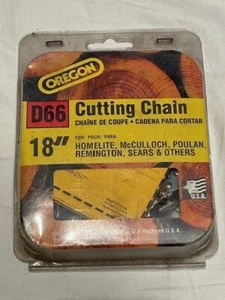 OREGON
D66 Cutting Chain
CHAÎNE DE COUPE • CADENA PARA CORTAR
18"
FOR / POUR / PARA:
HOMELITE, McCULLOCH, POULAN,
REMINGTON, SEARS & OTHERS
U.S.A.